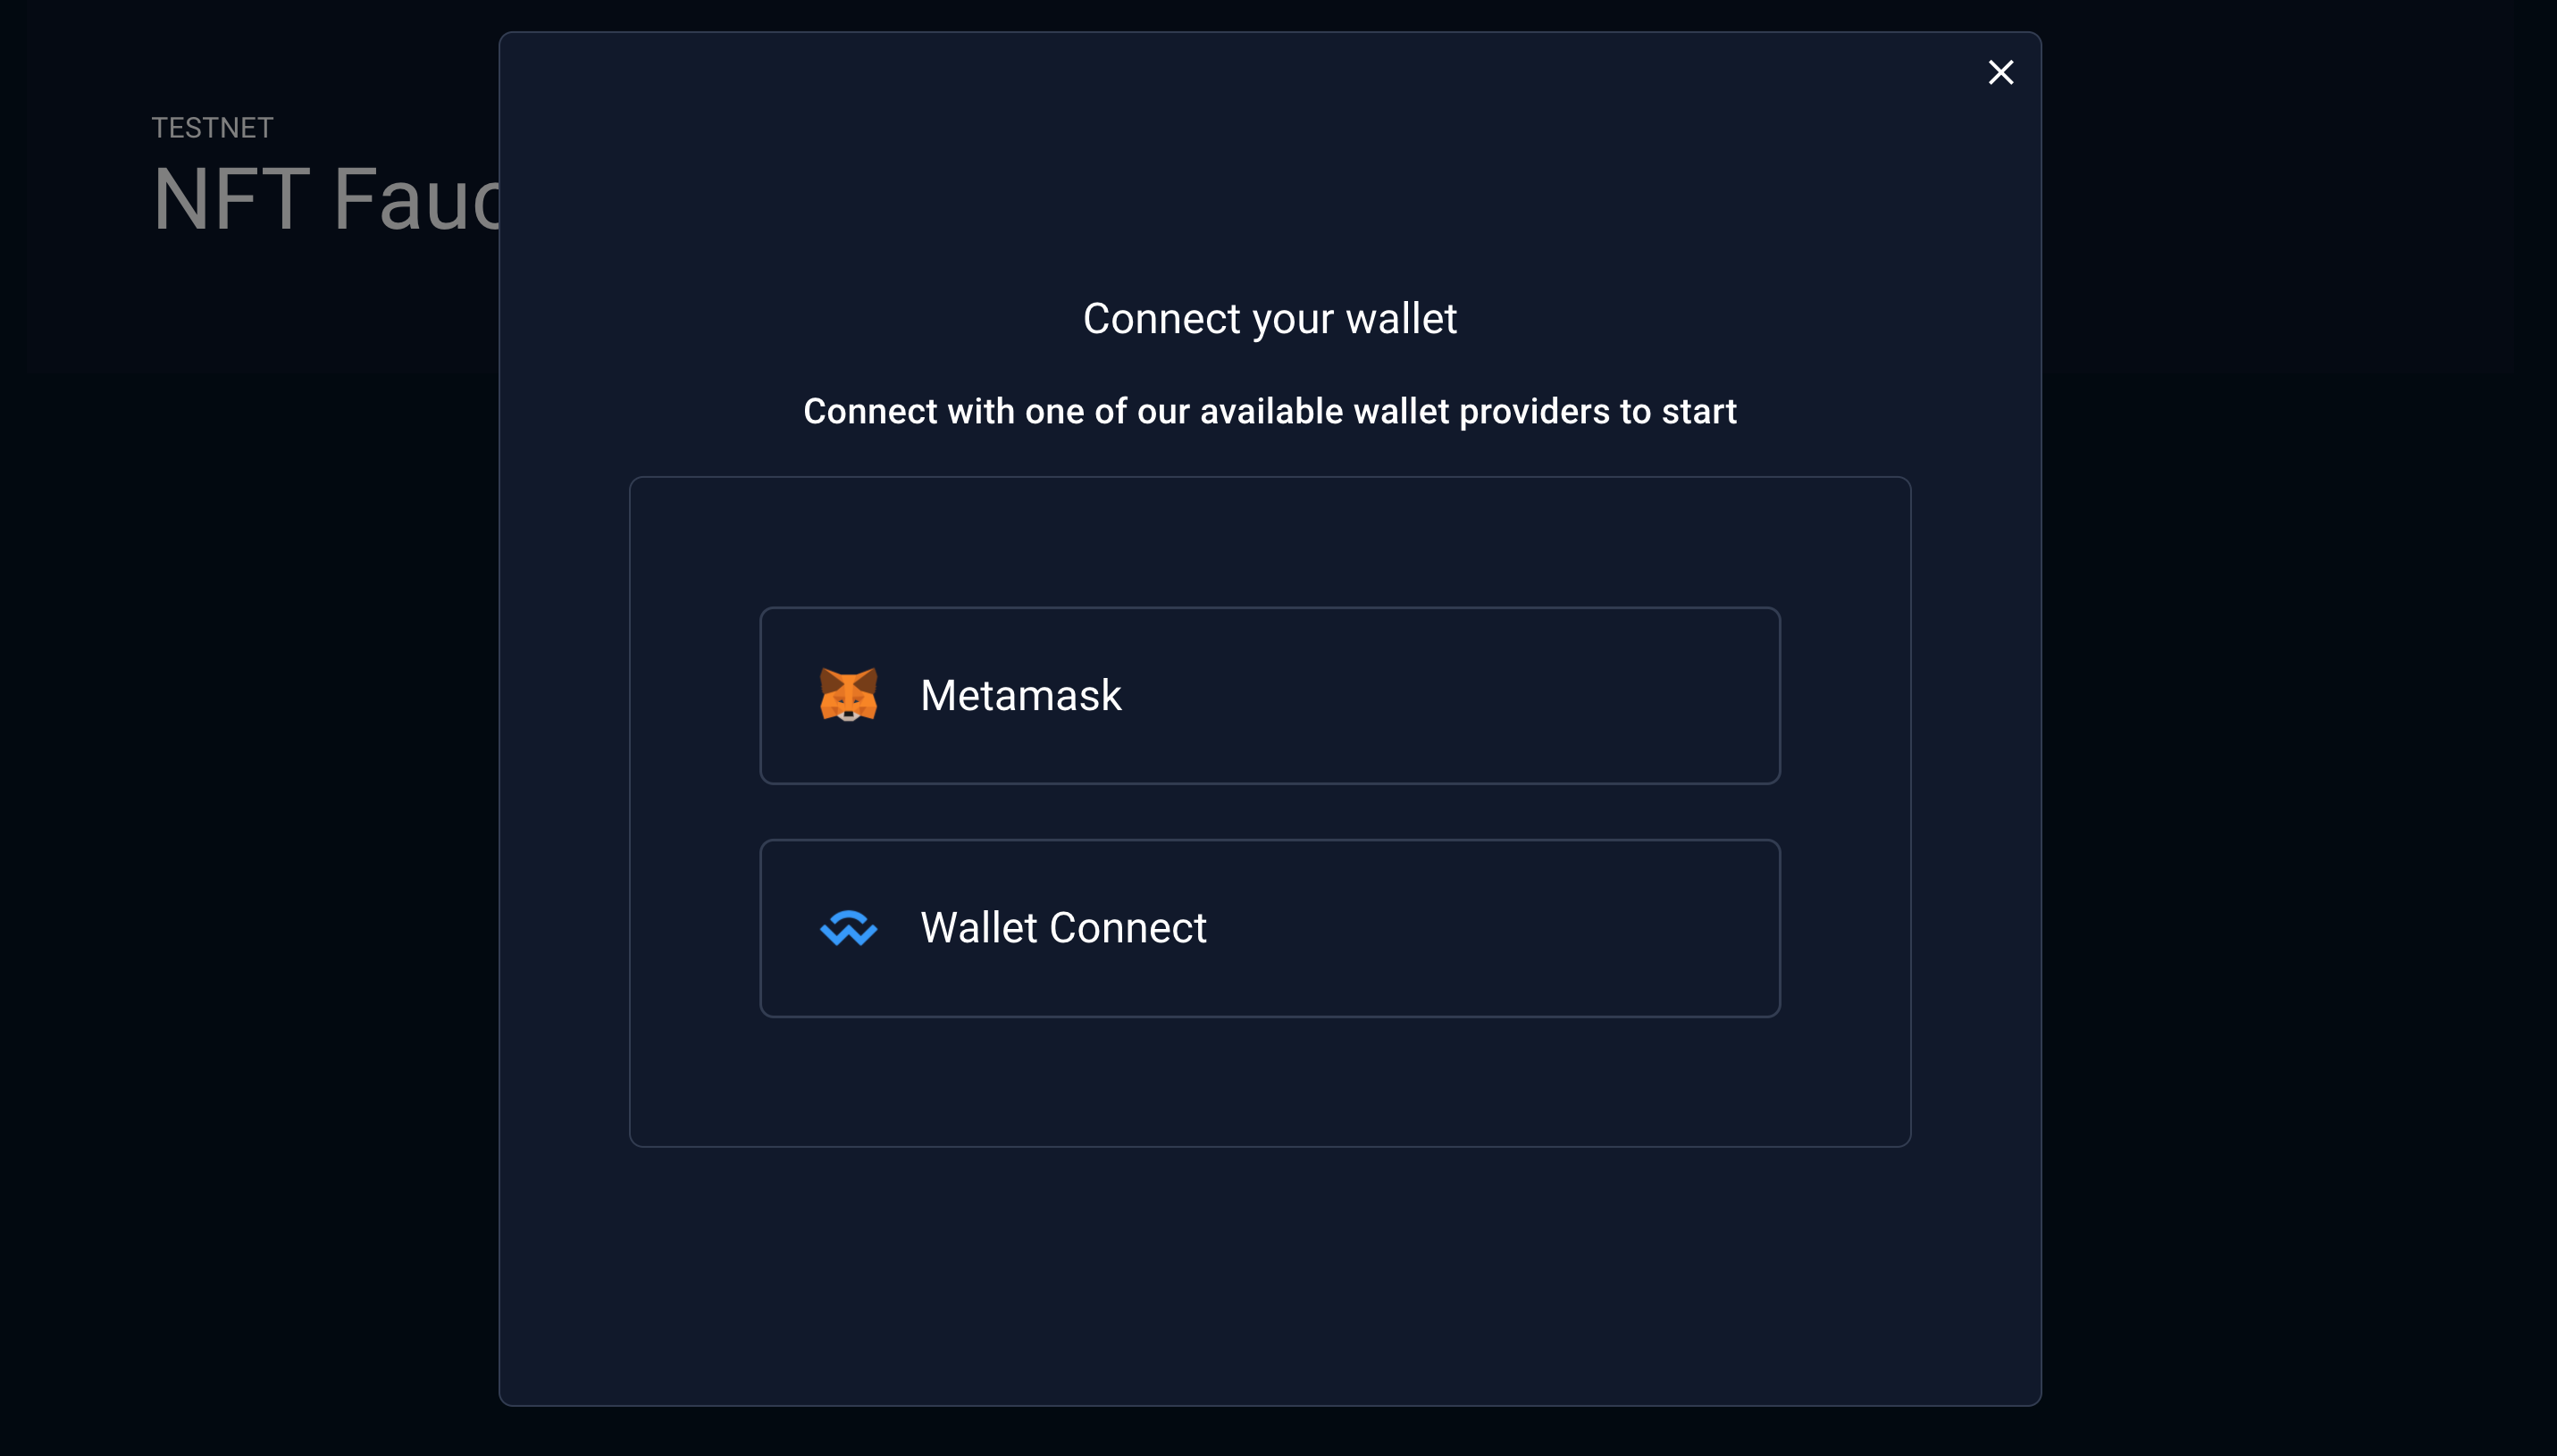 TESTNET
NFT Fauc
Connect your wallet
Connect with one of our available wallet providers to start
Metamask
Wallet Connect